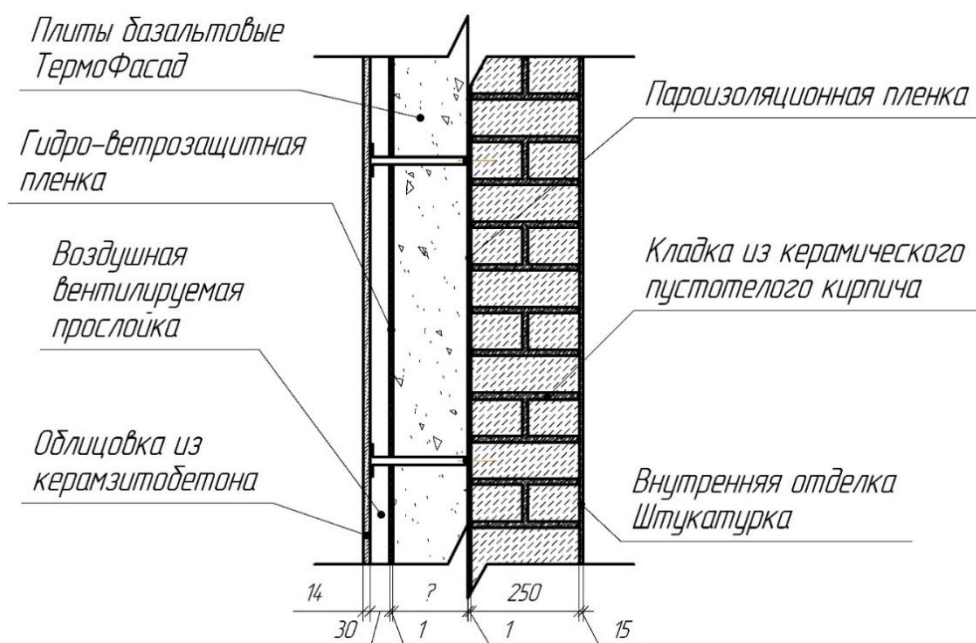 Плиты базальтовые
ТермоФасад
Гидро-ветрозащитная
пленка
Воздушная
вентилируемая
прослойка
Облицовка из
керамзитобетона
Пароизоляционная пленка
Кладка из керамического
пустотелого кирпича
Внутренняя отделка
Штукатурка
14 ? 250
30 1 1 15